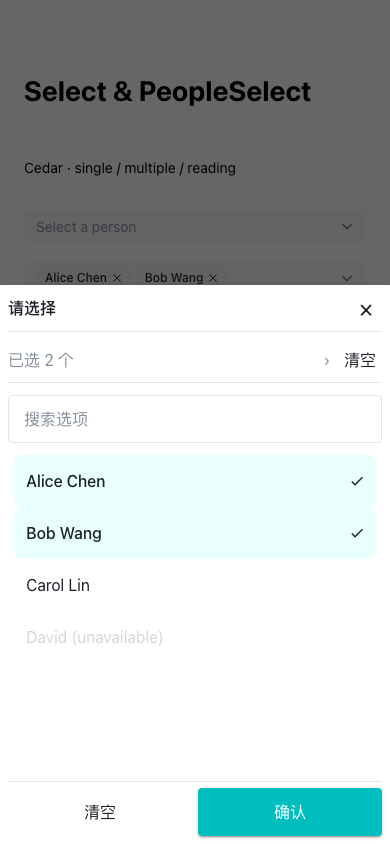 Select & PeopleSelect
Cedar · single / multiple / reading
Select a person
Alice Chen Bob Wang
请选择
已选 2 个 › 清空
搜索选项
Alice Chen
Bob Wang
Carol Lin
David (unavailable)
清空 确认